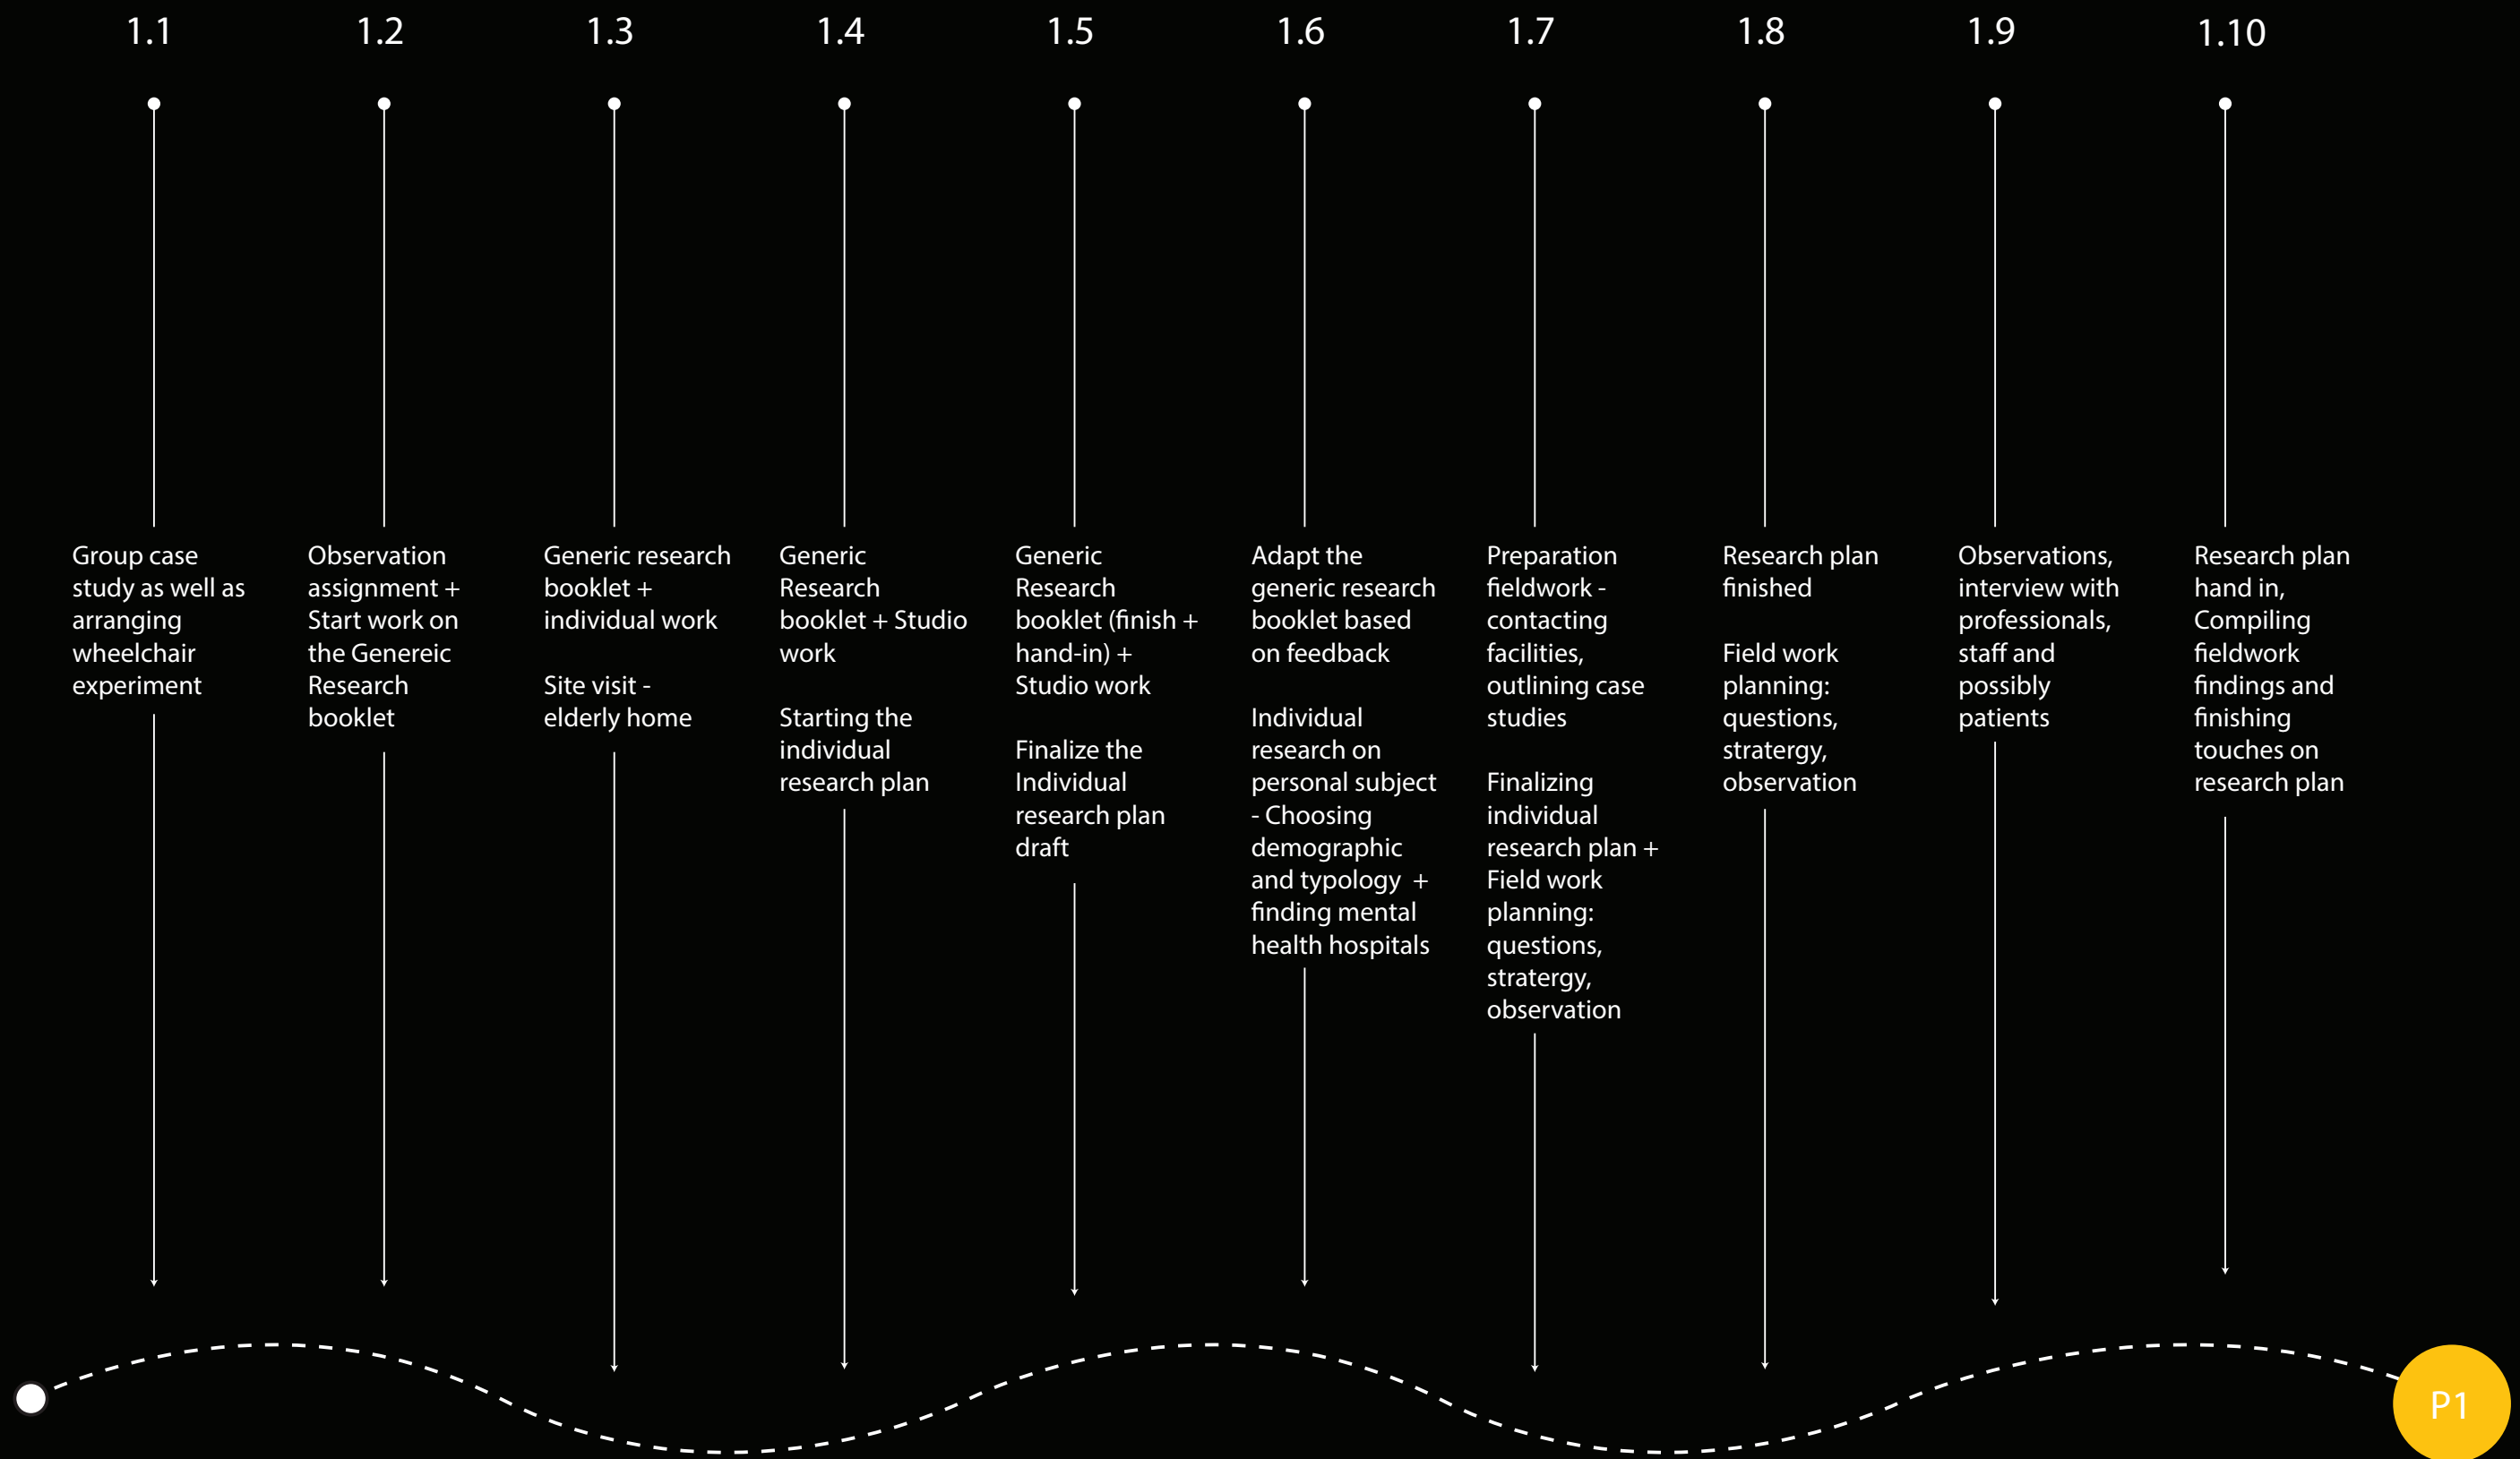 1.1
1.2
1.3
1.4
1.5
1.6
1.7
1.8
1.9
1.10
Group case
study as well as
arranging
wheelchair
experiment
Observation
assignment +
Start work on
the Genereic
Research
booklet
Generic research
booklet +
individual work
Site visit -
elderly home
Generic
Research
booklet + Studio
work
Starting the
individual
research plan
Generic
Research
booklet (finish +
hand-in) +
Studio work
Finalize the
Individual
research plan
draft
Adapt the
generic research
booklet based
on feedback
Individual
research on
personal subject
- Choosing
demographic
and typology +
finding mental
health hospitals
Preparation
fieldwork -
contacting
facilities,
outlining case
studies
Finalizing
individual
research plan +
Field work
planning:
questions,
stratergy,
observation
Research plan
finished
Field work
planning:
questions,
stratergy,
observation
Observations,
interview with
professionals,
staff and
possibly
patients
Research plan
hand in,
Compiling
fieldwork
findings and
finishing
touches on
research plan
P1